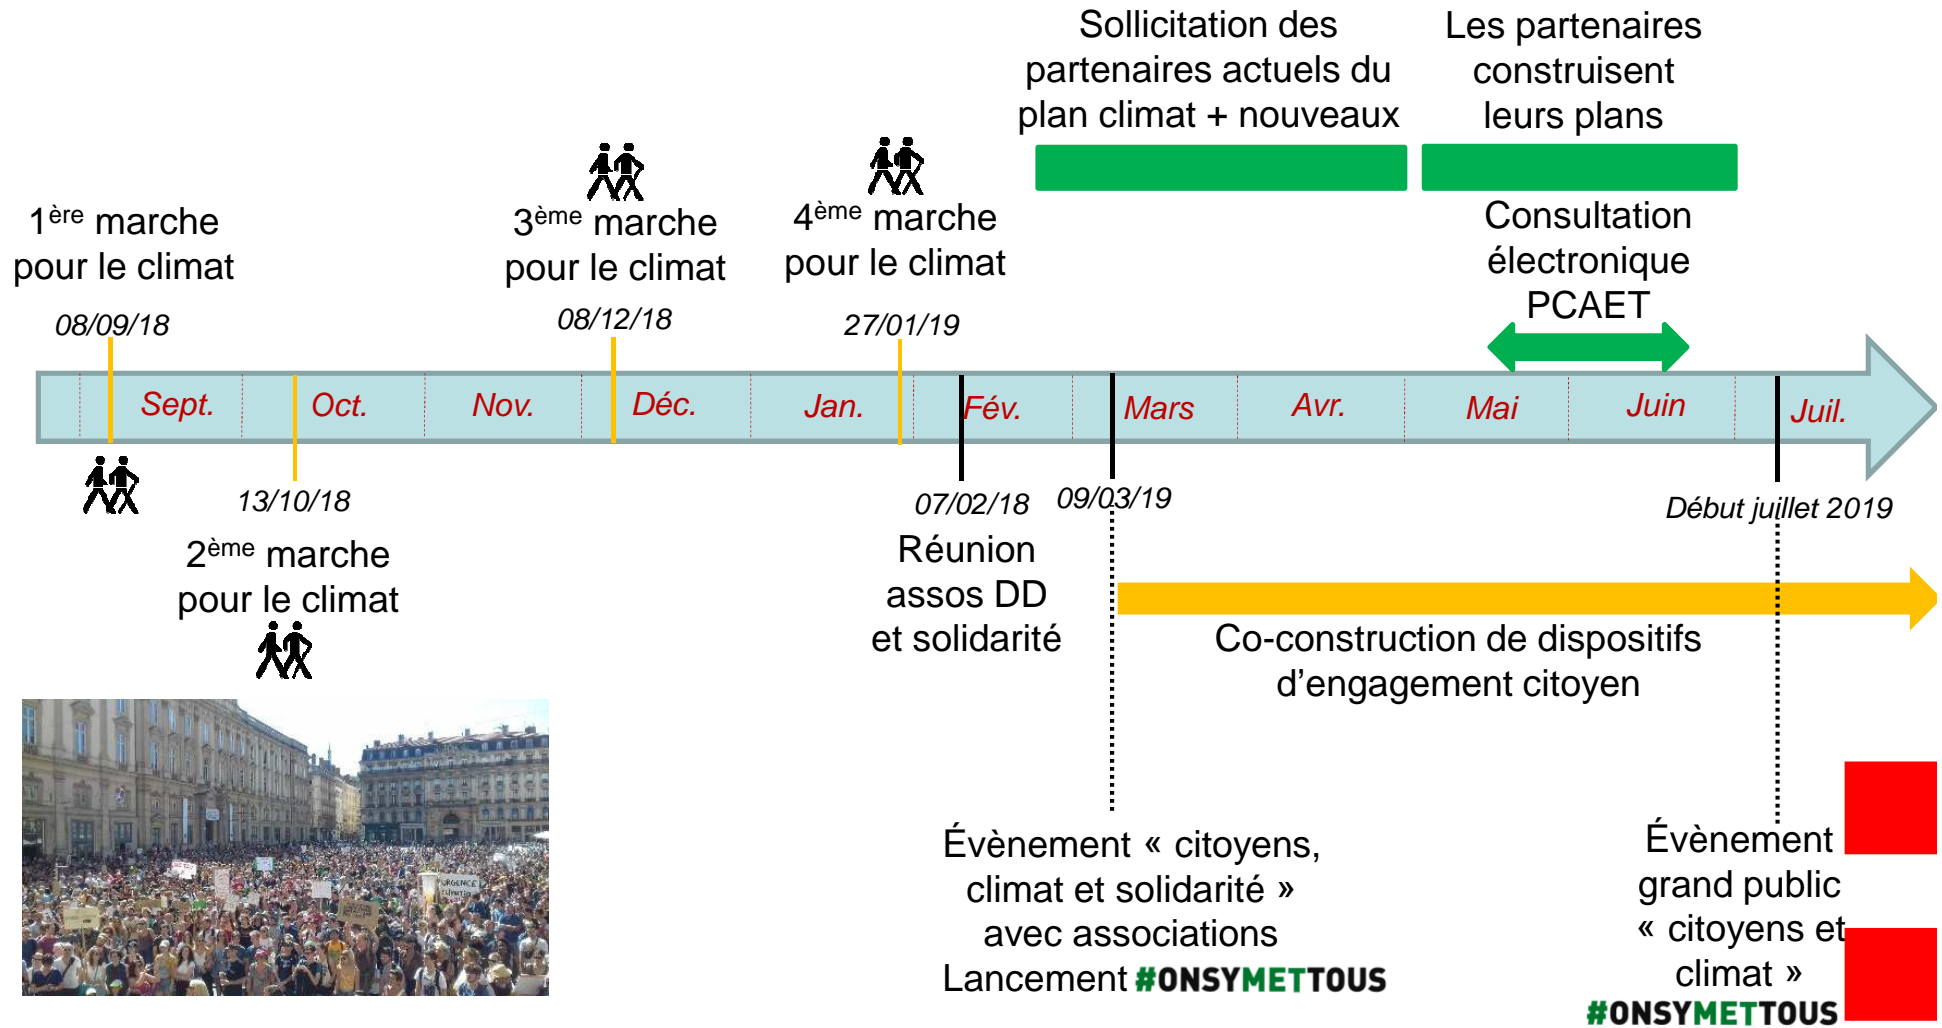 Sollicitation des
partenaires actuels du
plan climat + nouveaux
Les partenaires
construisent
leurs plans
1ère marche
pour le climat
08/09/18
3ème marche
pour le climat
08/12/18
4ème marche
pour le climat
27/01/19
Consultation
électronique
PCAET
Sept.
Oct.
Nov.
Déc.
Jan.
Fév.
Mars
Avr.
Mai
Juin
Juil.
13/10/18
2ème marche
pour le climat
07/02/18
Réunion
assos DD
et solidarité
09/03/19
Début juillet 2019
Co-construction de dispositifs
d’engagement citoyen
URGENCE
Évènement « citoyens,
climat et solidarité »
avec associations
Lancement #ONSYMETTOUS
Évènement
grand public
« citoyens et
climat »
#ONSYMETTOUS